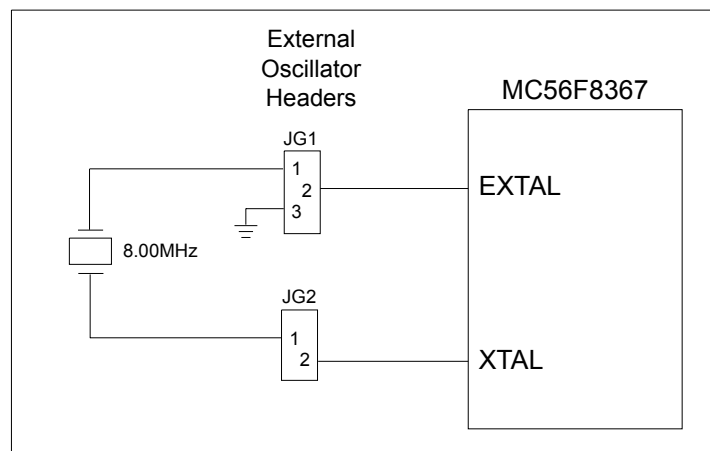 External
Oscillator
Headers
MC56F8367
JG1
1
2
3
EXTAL
8.00MHz
JG2
1
2
XTAL